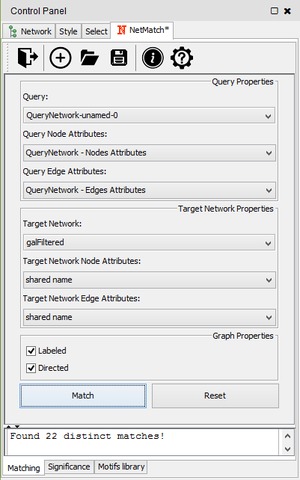 Control Panel
Network Style Select NetMatch*
Query Properties
Query:
QueryNetwork-unamed-0
Query Node Attributes:
QueryNetwork - Nodes Attributes
Query Edge Attributes:
QueryNetwork - Edges Attributes
Target Network Properties
Target Network:
galFiltered
Target Network Node Attributes:
shared name
Target Network Edge Attributes:
shared name
Graph Properties
Labeled
Directed
Match Reset
Found 22 distinct matches!
Matching Significance Motifs library